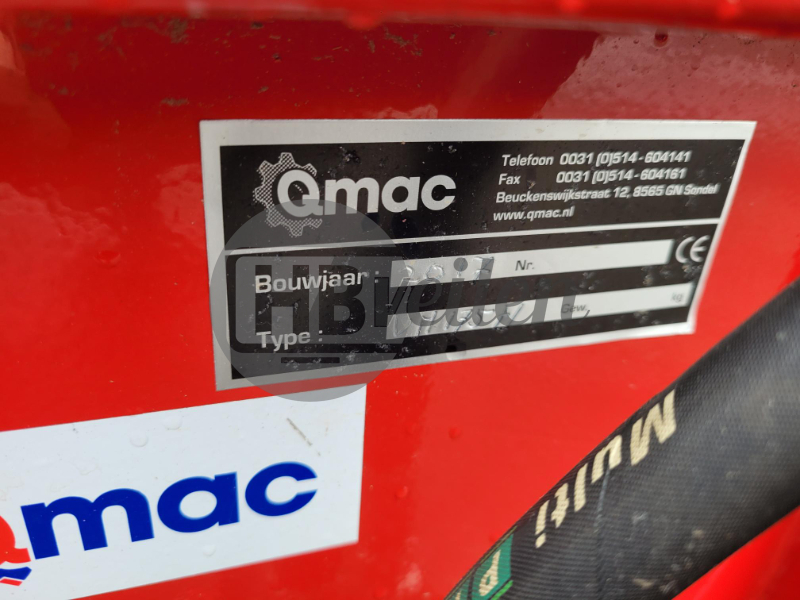 Qmac
Telefoon 0031 (0)514-604141
Fax 0031 (0)514-604161
Beuckenswijkstraat 12, 8565 GN Sondel
www.qmac.nl
Bouwjaar : Nr. CE
Type : Gew. kg
HBveilen
Qmac
Multi